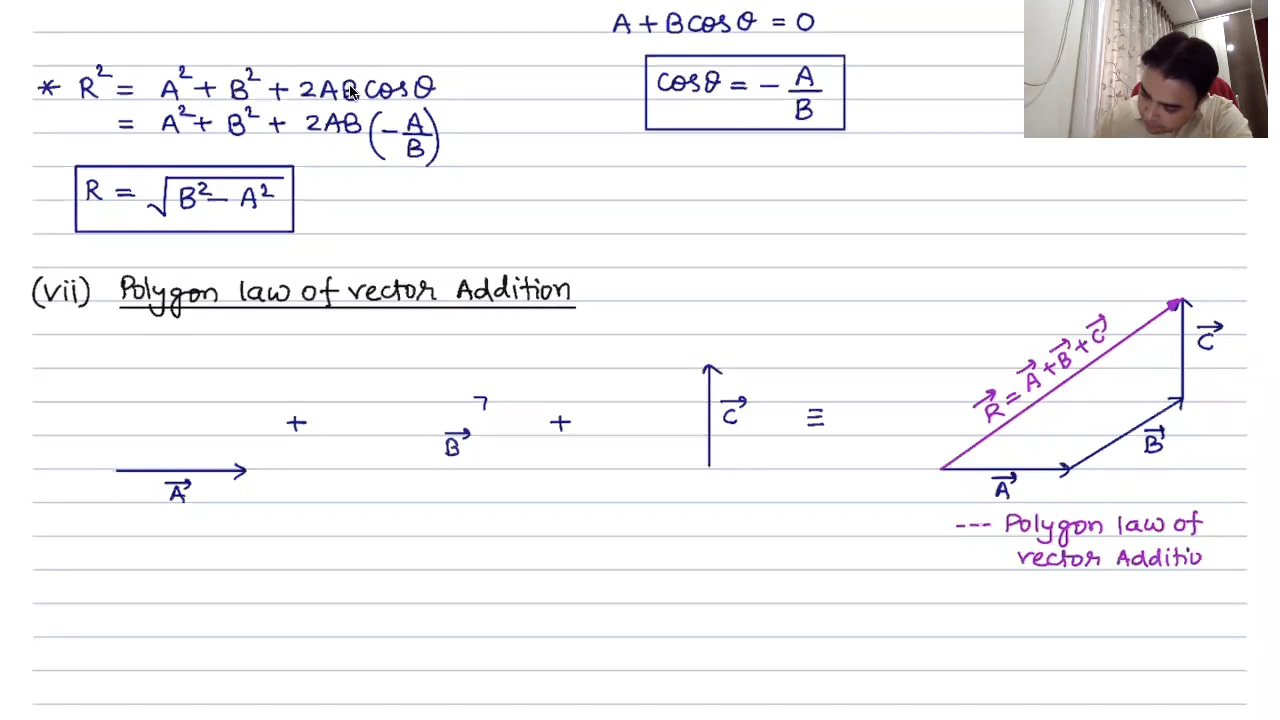 A + B cos θ = 0
cos θ = - A/B
* R² = A² + B² + 2AB cos θ
= A² + B² + 2AB (- A/B)
R = √(B² - A²)
(vii) Polygon law of vector Addition
A⃗ + B⃗ + C⃗ ≡
R⃗ = A⃗ + B⃗ + C⃗
A⃗
B⃗
C⃗
--- Polygon law of
vector Additio